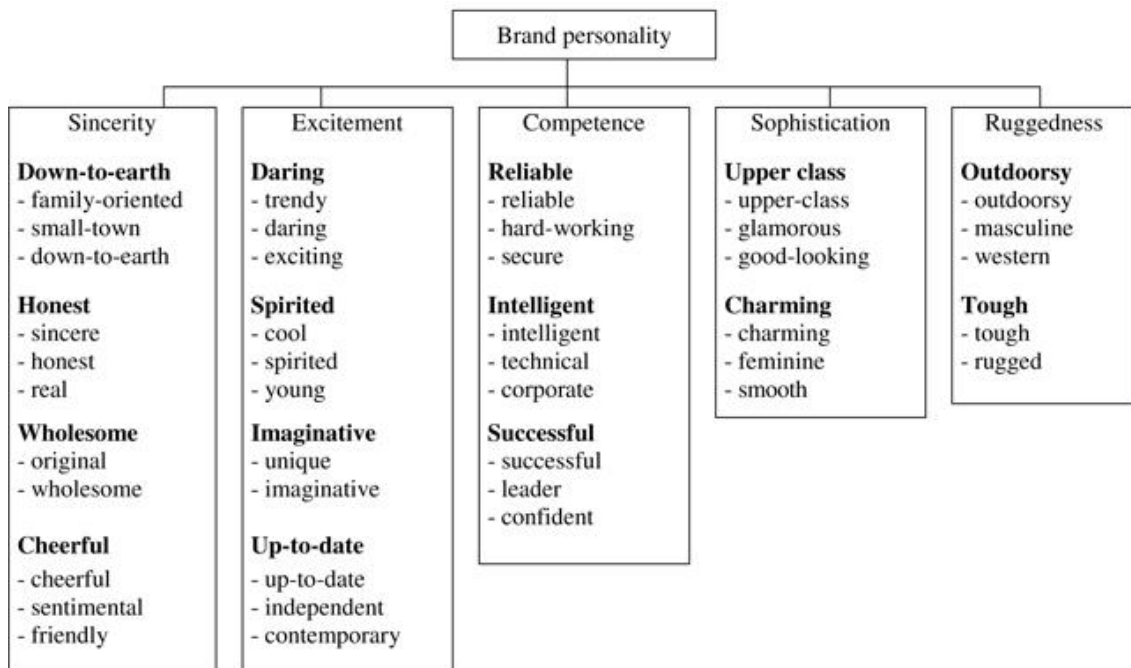 Brand personality
Sincerity
Down-to-earth
- family-oriented
- small-town
- down-to-earth
Honest
- sincere
- honest
- real
Wholesome
- original
- wholesome
Cheerful
- cheerful
- sentimental
- friendly
Excitement
Daring
- trendy
- daring
- exciting
Spirited
- cool
- spirited
- young
Imaginative
- unique
- imaginative
Up-to-date
- up-to-date
- independent
- contemporary
Competence
Reliable
- reliable
- hard-working
- secure
Intelligent
- intelligent
- technical
- corporate
Successful
- successful
- leader
- confident
Sophistication
Upper class
- upper-class
- glamorous
- good-looking
Charming
- charming
- feminine
- smooth
Ruggedness
Outdoorsy
- outdoorsy
- masculine
- western
Tough
- tough
- rugged